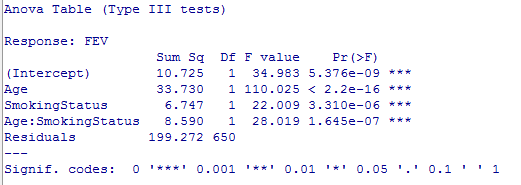 Anova Table (Type III tests)
Response: FEV
Sum Sq Df F value Pr(>F)
(Intercept) 10.725 1 34.983 5.376e-09 ***
Age 33.730 1 110.025 < 2.2e-16 ***
SmokingStatus 6.747 1 22.009 3.310e-06 ***
Age:SmokingStatus 8.590 1 28.019 1.645e-07 ***
Residuals 199.272 650
---
Signif. codes: 0 '***' 0.001 '**' 0.01 '*' 0.05 '.' 0.1 ' ' 1